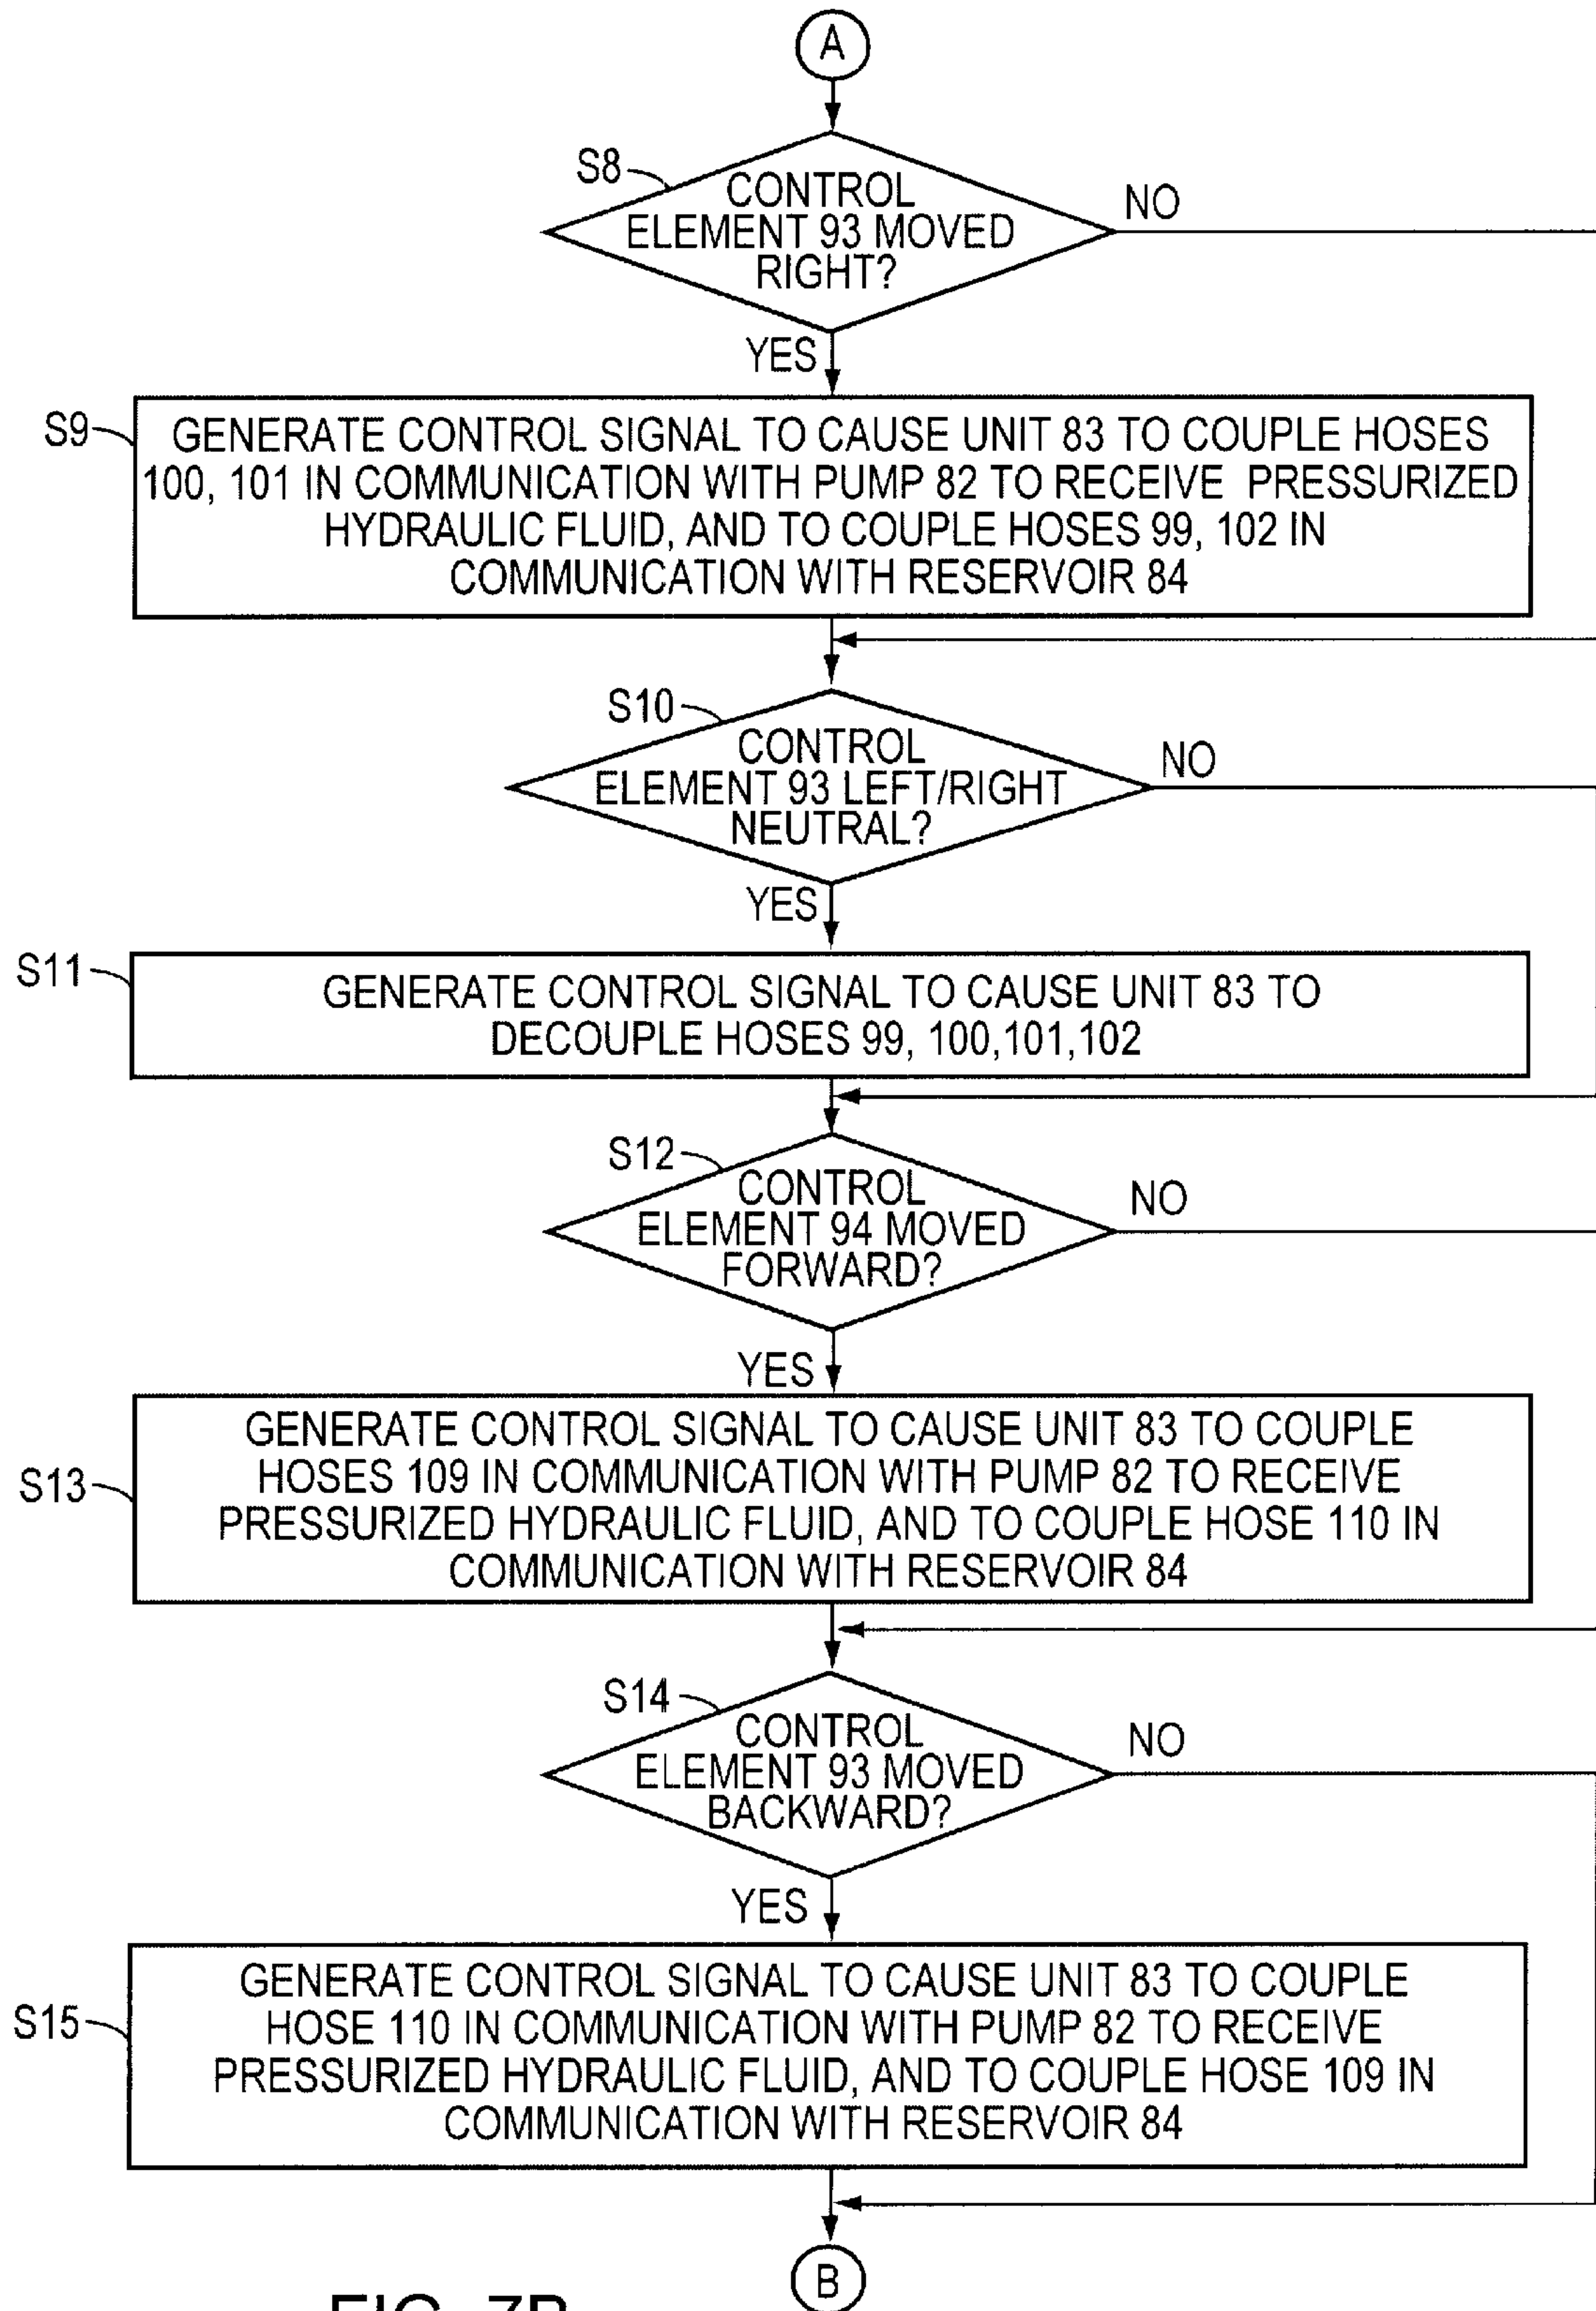 A
S8
CONTROL
ELEMENT 93 MOVED
RIGHT?
NO
YES
S9
GENERATE CONTROL SIGNAL TO CAUSE UNIT 83 TO COUPLE HOSES
100, 101 IN COMMUNICATION WITH PUMP 82 TO RECEIVE PRESSURIZED
HYDRAULIC FLUID, AND TO COUPLE HOSES 99, 102 IN
COMMUNICATION WITH RESERVOIR 84
S10
CONTROL
ELEMENT 93 LEFT/RIGHT
NEUTRAL?
NO
YES
S11
GENERATE CONTROL SIGNAL TO CAUSE UNIT 83 TO
DECOUPLE HOSES 99, 100,101,102
S12
CONTROL
ELEMENT 94 MOVED
FORWARD?
NO
YES
S13
GENERATE CONTROL SIGNAL TO CAUSE UNIT 83 TO COUPLE
HOSES 109 IN COMMUNICATION WITH PUMP 82 TO RECEIVE
PRESSURIZED HYDRAULIC FLUID, AND TO COUPLE HOSE 110 IN
COMMUNICATION WITH RESERVOIR 84
S14
CONTROL
ELEMENT 93 MOVED
BACKWARD?
NO
YES
S15
GENERATE CONTROL SIGNAL TO CAUSE UNIT 83 TO COUPLE
HOSE 110 IN COMMUNICATION WITH PUMP 82 TO RECEIVE
PRESSURIZED HYDRAULIC FLUID, AND TO COUPLE HOSE 109 IN
COMMUNICATION WITH RESERVOIR 84
B
FIG. 7B